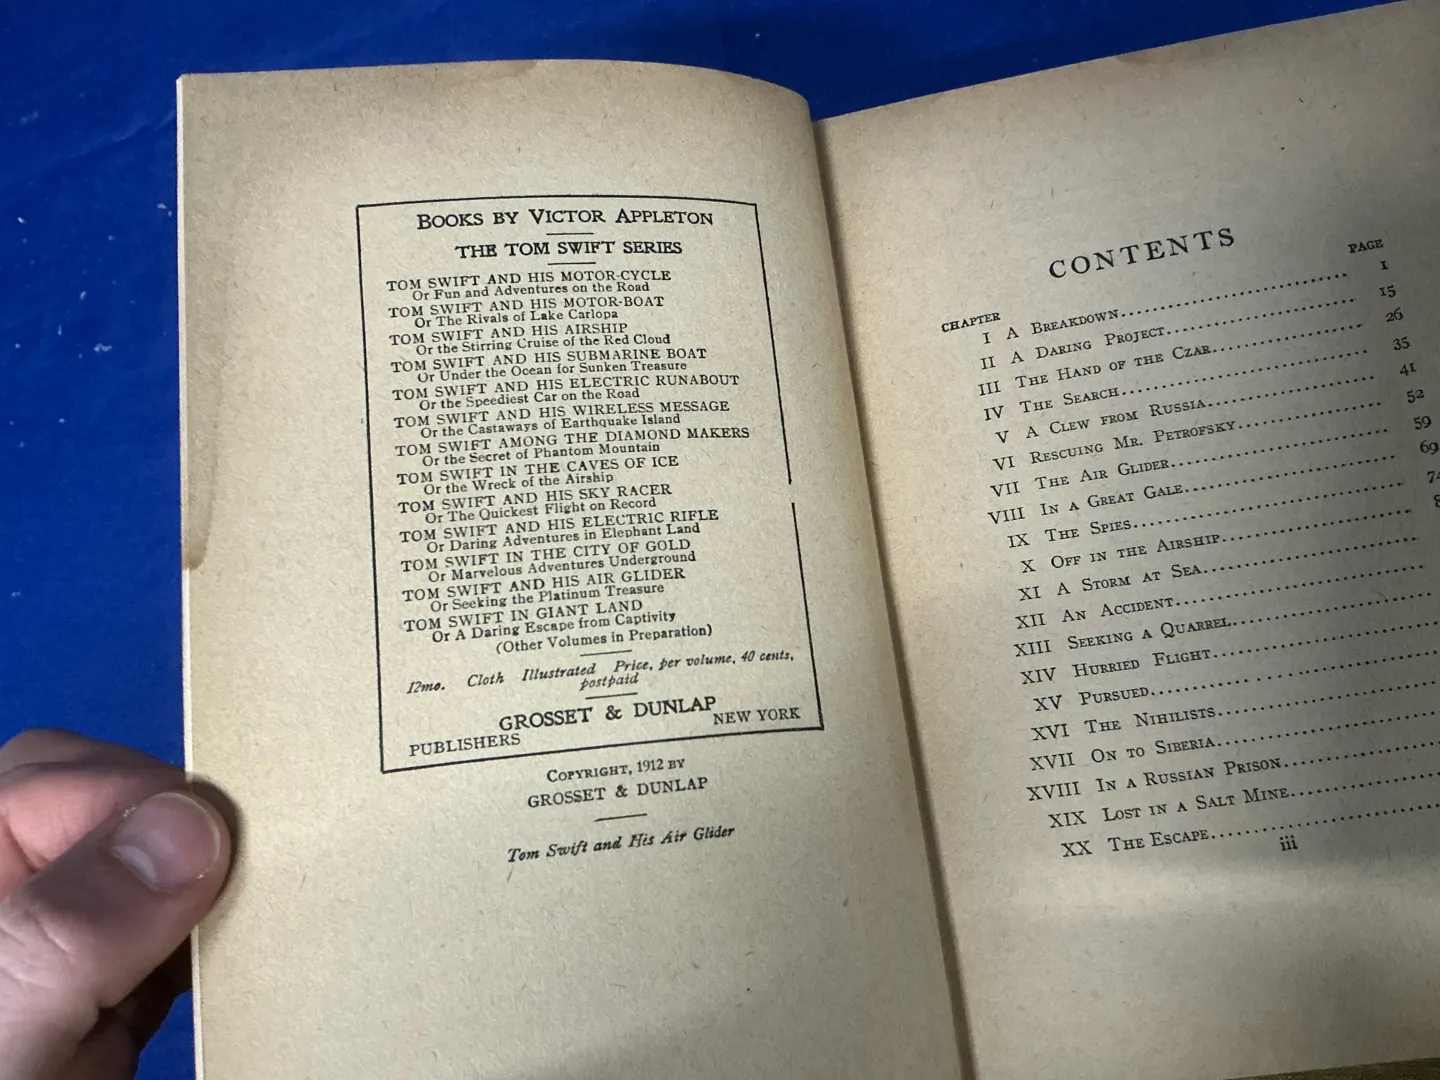 BOOKS BY VICTOR APPLETON
THE TOM SWIFT SERIES
TOM SWIFT AND HIS MOTOR-CYCLE
Or Fun and Adventures on the Road
TOM SWIFT AND HIS MOTOR-BOAT
Or The Rivals of Lake Carlopa
TOM SWIFT AND HIS AIRSHIP
Or the Stirring Cruise of the Red Cloud
TOM SWIFT AND HIS SUBMARINE BOAT
Or Under the Ocean for Sunken Treasure
TOM SWIFT AND HIS ELECTRIC RUNABOUT
Or the Speediest Car on the Road
TOM SWIFT AND HIS WIRELESS MESSAGE
Or the Castaways of Earthquake Island
TOM SWIFT AMONG THE DIAMOND MAKERS
Or the Secret of Phantom Mountain
TOM SWIFT IN THE CAVES OF ICE
Or the Wreck of the Airship
TOM SWIFT AND HIS SKY RACER
Or The Quickest Flight on Record
TOM SWIFT AND HIS ELECTRIC RIFLE
Or Daring Adventures in Elephant Land
TOM SWIFT IN THE CITY OF GOLD
Or Marvelous Adventures Underground
TOM SWIFT AND HIS AIR GLIDER
Or Seeking the Platinum Treasure
TOM SWIFT IN GIANT LAND
Or A Daring Escape from Captivity
(Other Volumes in Preparation)
12mo. Cloth Illustrated Price, per volume, 40 cents,
postpaid
GROSSET & DUNLAP
PUBLISHERS NEW YORK
COPYRIGHT, 1912 BY
GROSSET & DUNLAP
Tom Swift and His Air Glider
CONTENTS
CHAPTER PAGE
I A BREAKDOWN 1
II A DARING PROJECT 15
III THE HAND OF THE CZAR 26
IV THE SEARCH 35
V A CLEW FROM RUSSIA 41
VI RESCUING MR. PETROFSKY 52
VII THE AIR GLIDER 59
VIII IN A GREAT GALE 69
IX THE SPIES
X OFF IN THE AIRSHIP
XI A STORM AT SEA
XII AN ACCIDENT
XIII SEEKING A QUARREL
XIV HURRIED FLIGHT
XV PURSUED
XVI THE NIHILISTS
XVII ON TO SIBERIA
XVIII IN A RUSSIAN PRISON
XIX LOST IN A SALT MINE
XX THE ESCAPE
iii